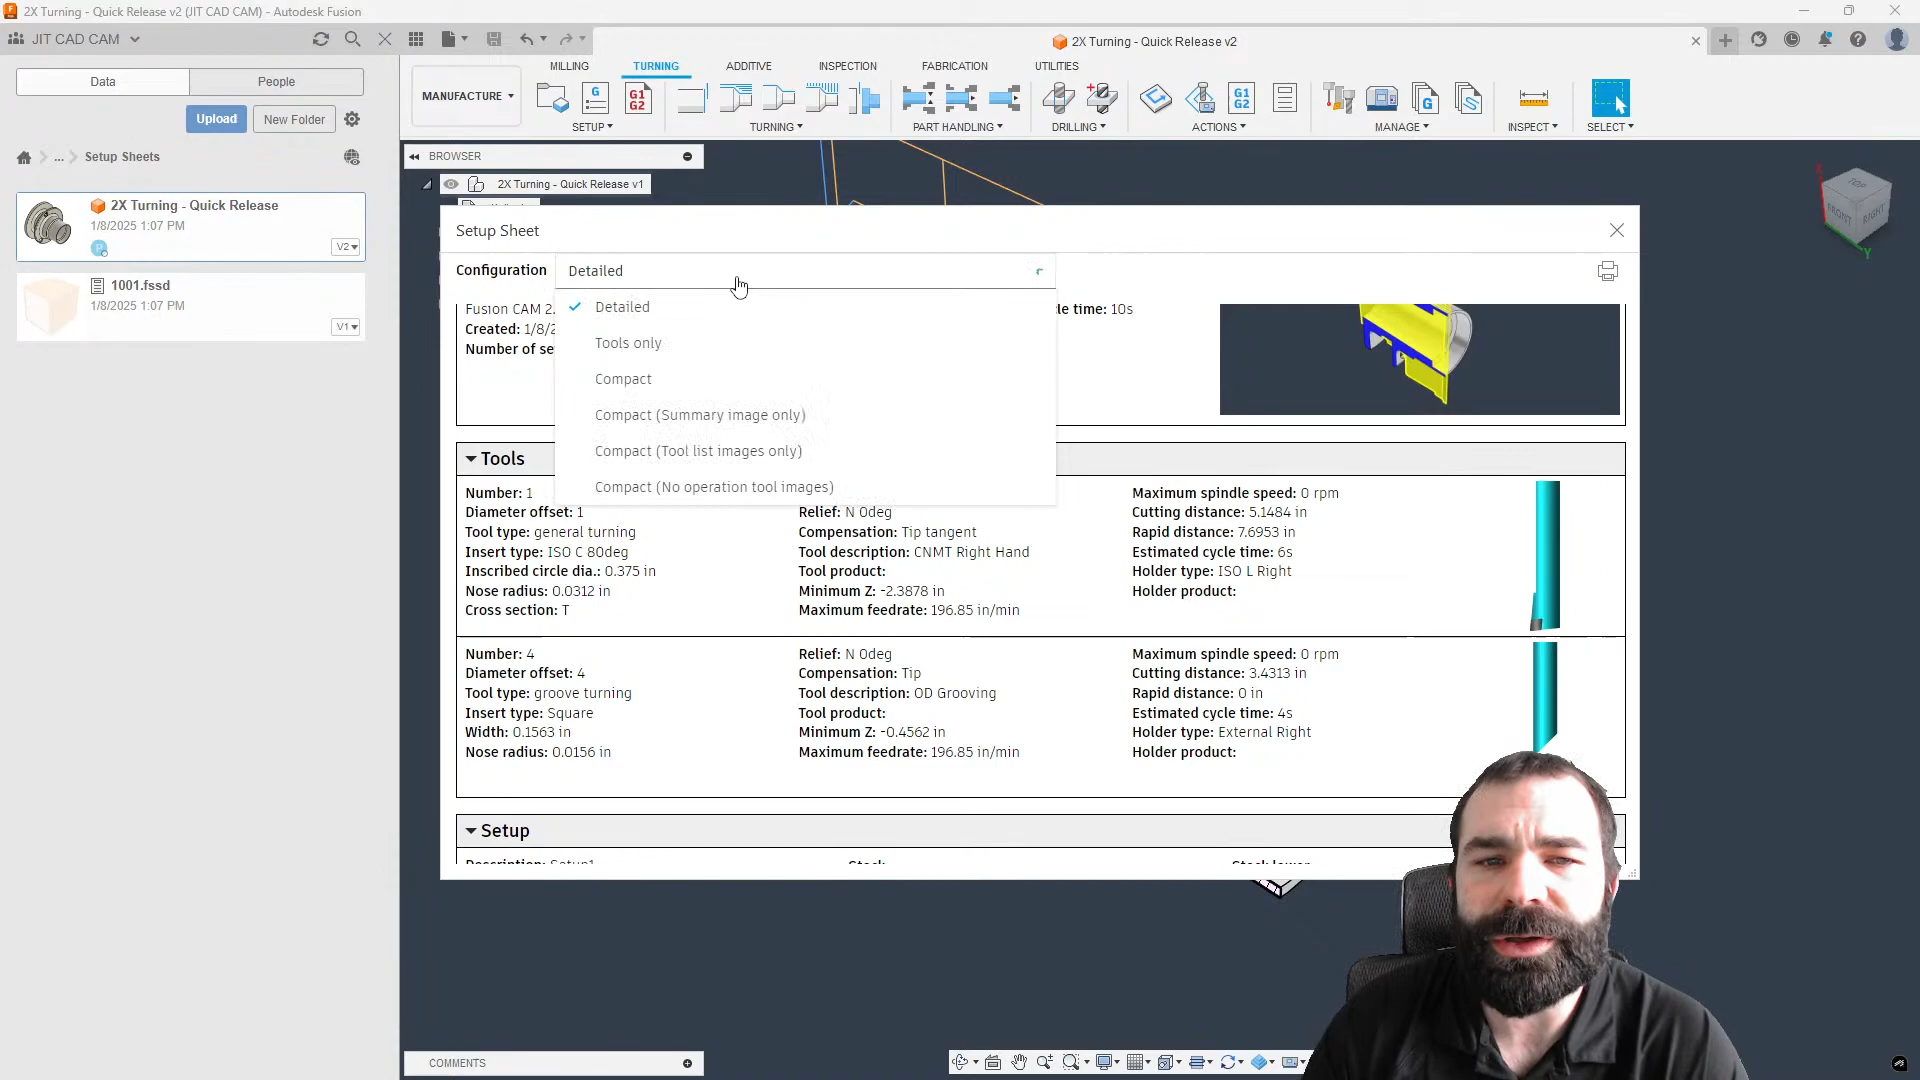 2X Turning - Quick Release v2 (JIT CAD CAM) - Autodesk Fusion
JIT CAD CAM
2X Turning - Quick Release v2
Data
People
Upload
New Folder
... Setup Sheets
2X Turning - Quick Release
1/8/2025 1:07 PM
V2
1001.fssd
1/8/2025 1:07 PM
V1
MILLING
TURNING
ADDITIVE
INSPECTION
FABRICATION
UTILITIES
MANUFACTURE
G
G1
G2
G1
G2
G
SETUP
TURNING
PART HANDLING
DRILLING
ACTIONS
MANAGE
INSPECT
SELECT
BROWSER
2X Turning - Quick Release v1
TOP
FRONT
RIGHT
Y
Setup Sheet
Configuration
Detailed
Detailed
Tools only
Compact
Compact (Summary image only)
Compact (Tool list images only)
Compact (No operation tool images)
Fusion CAM 2.
Created: 1/8/2
Number of se
le time: 10s
Tools
Number: 1
Diameter offset: 1
Tool type: general turning
Insert type: ISO C 80deg
Inscribed circle dia.: 0.375 in
Nose radius: 0.0312 in
Cross section: T
Relief: N 0deg
Compensation: Tip tangent
Tool description: CNMT Right Hand
Tool product:
Minimum Z: -2.3878 in
Maximum feedrate: 196.85 in/min
Maximum spindle speed: 0 rpm
Cutting distance: 5.1484 in
Rapid distance: 7.6953 in
Estimated cycle time: 6s
Holder type: ISO L Right
Holder product:
Number: 4
Diameter offset: 4
Tool type: groove turning
Insert type: Square
Width: 0.1563 in
Nose radius: 0.0156 in
Relief: N 0deg
Compensation: Tip
Tool description: OD Grooving
Tool product:
Minimum Z: -0.4562 in
Maximum feedrate: 196.85 in/min
Maximum spindle speed: 0 rpm
Cutting distance: 3.4313 in
Rapid distance: 0 in
Estimated cycle time: 4s
Holder type: External Right
Holder product:
Setup
Description: Setup1
Stock
Stock lower
COMMENTS